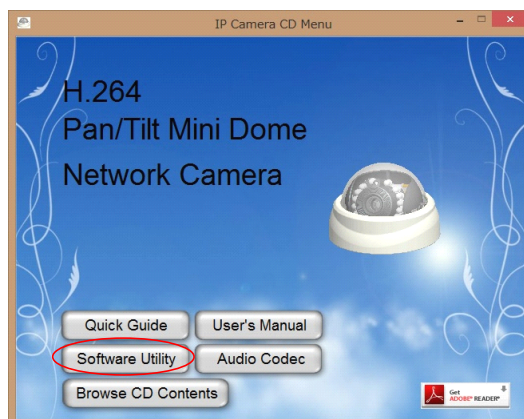 IP Camera CD Menu
H.264
Pan/Tilt Mini Dome
Network Camera
Quick Guide
User's Manual
Software Utility
Audio Codec
Browse CD Contents
Get
ADOBE® READER®